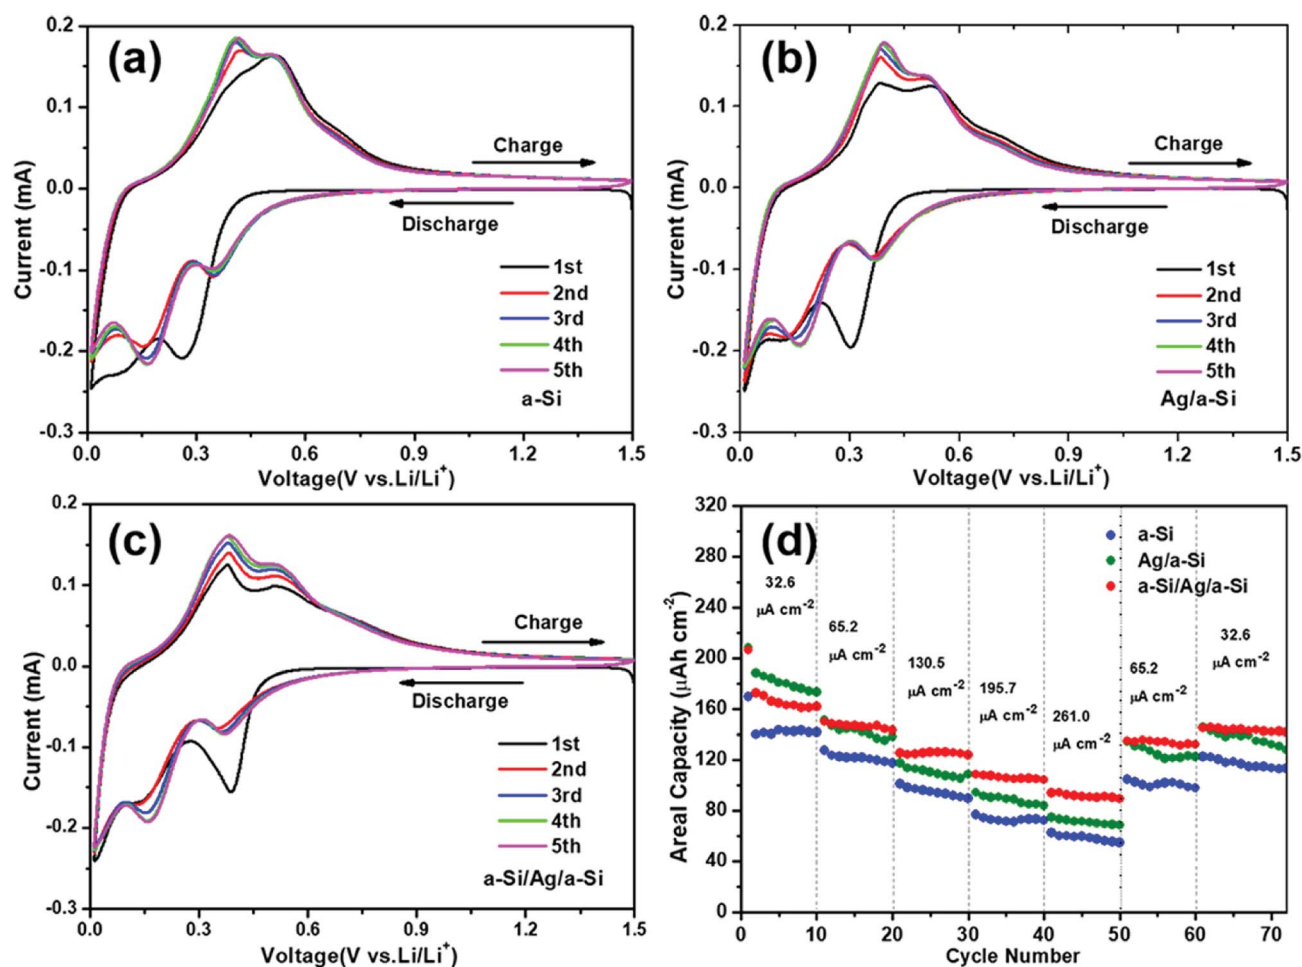 (a)
0.2
0.1
0.0
-0.1
-0.2
-0.3
Current (mA)
Charge
Discharge
1st
2nd
3rd
4th
5th
a-Si
0.0
0.3
0.6
0.9
1.2
1.5
Voltage(V vs.Li/Li⁺)
(b)
0.2
0.1
0.0
-0.1
-0.2
-0.3
Current (mA)
Charge
Discharge
1st
2nd
3rd
4th
5th
Ag/a-Si
0.0
0.3
0.6
0.9
1.2
1.5
Voltage(V vs.Li/Li⁺)
(c)
0.2
0.1
0.0
-0.1
-0.2
-0.3
Current (mA)
Charge
Discharge
1st
2nd
3rd
4th
5th
a-Si/Ag/a-Si
0.0
0.3
0.6
0.9
1.2
1.5
Voltage(V vs.Li/Li⁺)
(d)
320
280
240
200
160
120
80
40
0
Areal Capacity (μAh cm⁻²)
a-Si
Ag/a-Si
a-Si/Ag/a-Si
32.6
μA cm⁻²
65.2
μA cm⁻²
130.5
μA cm⁻²
195.7
μA cm⁻²
261.0
μA cm⁻²
65.2
μA cm⁻²
32.6
μA cm⁻²
0
10
20
30
40
50
60
70
Cycle Number